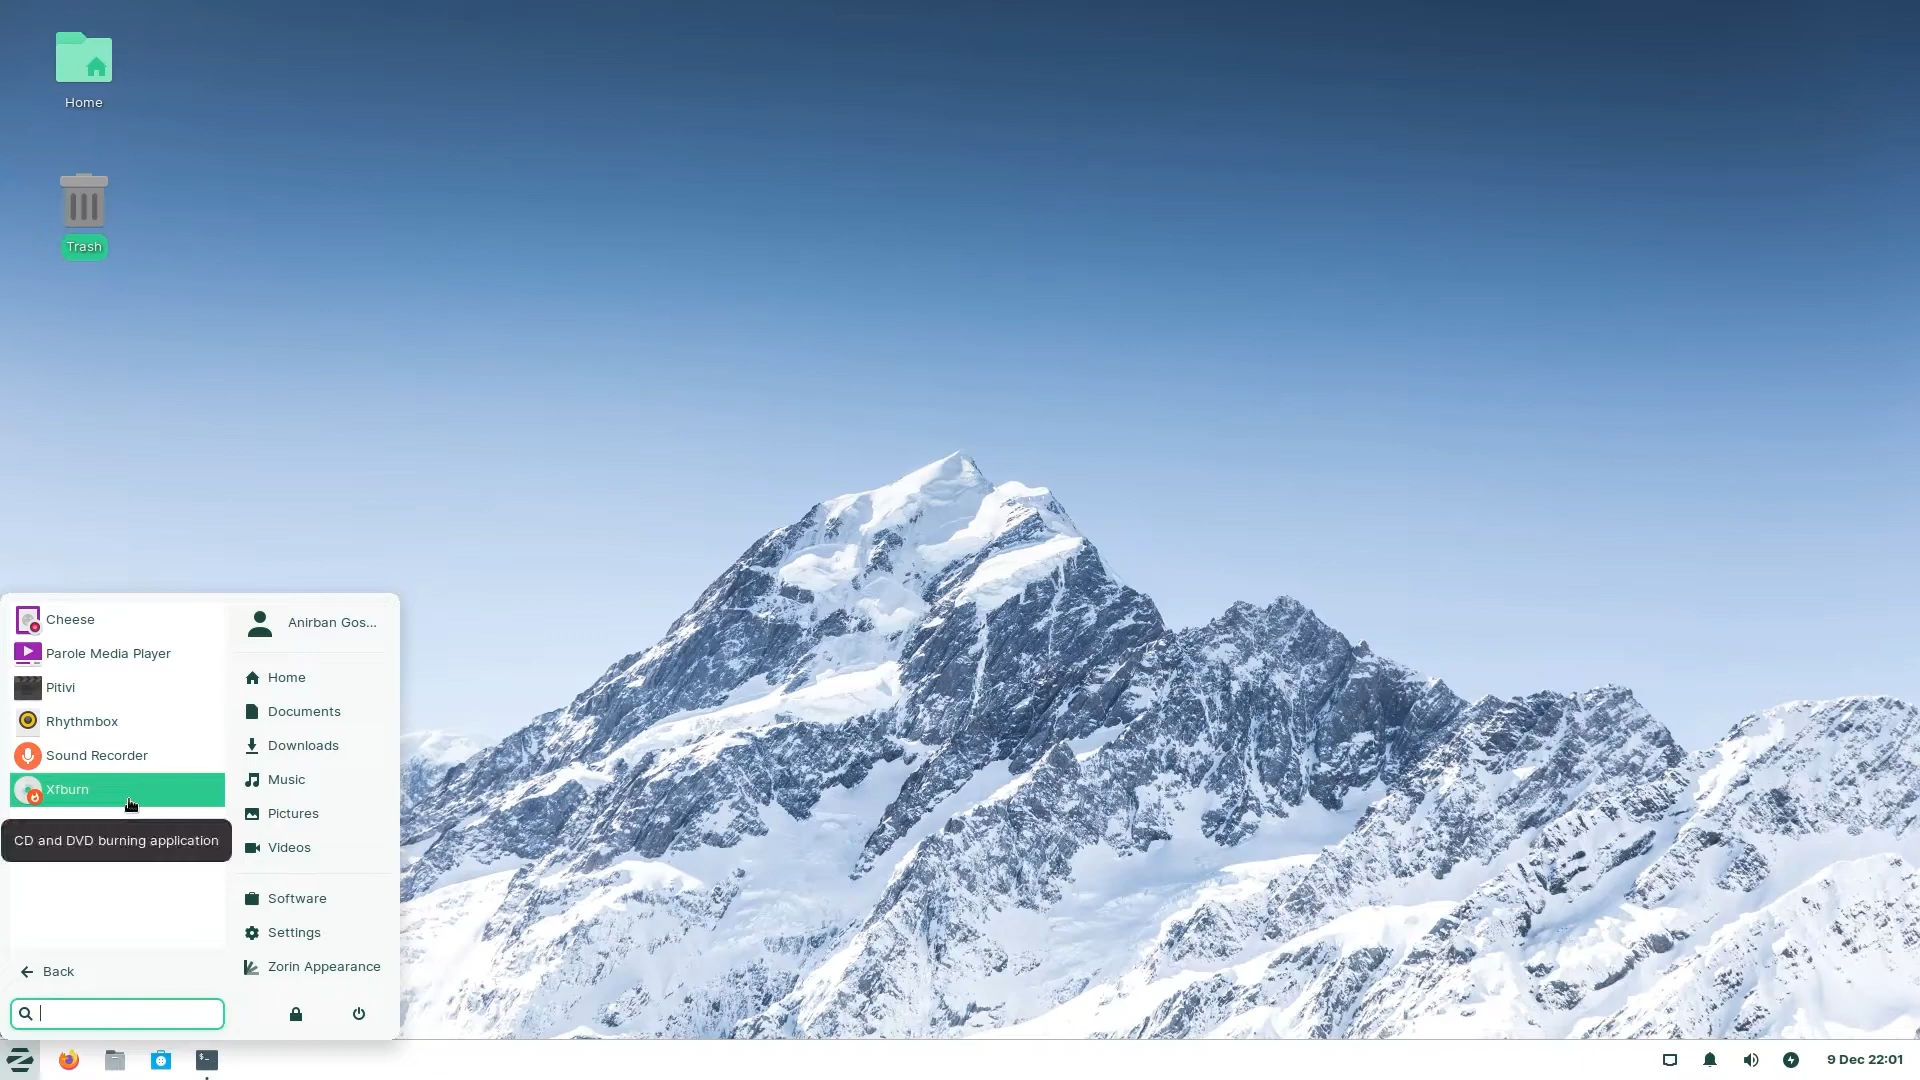 Home
Trash
Cheese
Parole Media Player
Pitivi
Rhythmbox
Sound Recorder
Xfburn
CD and DVD burning application
Back
Anirban Gos...
Home
Documents
Downloads
Music
Pictures
Videos
Software
Settings
Zorin Appearance
9 Dec 22:01